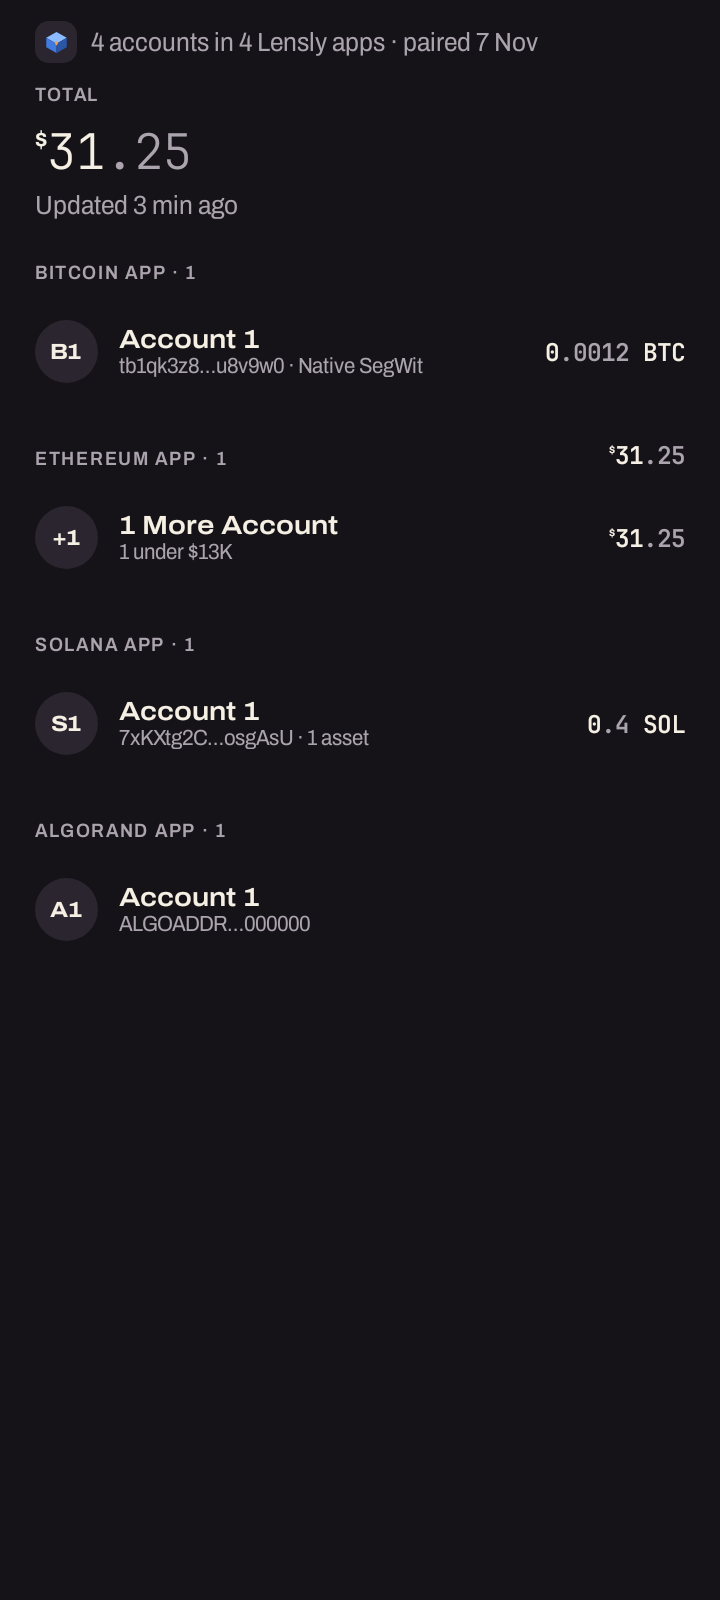 4 accounts in 4 Lensly apps · paired 7 Nov
TOTAL
$31.25
Updated 3 min ago
BITCOIN APP · 1
B1
Account 1
0.0012 BTC
tb1qk3z8…u8v9w0 · Native SegWit
ETHEREUM APP · 1
$31.25
+1
1 More Account
$31.25
1 under $13K
SOLANA APP · 1
S1
Account 1
0.4 SOL
7xKXtg2C…osgAsU · 1 asset
ALGORAND APP · 1
A1
Account 1
ALGOADDR…000000